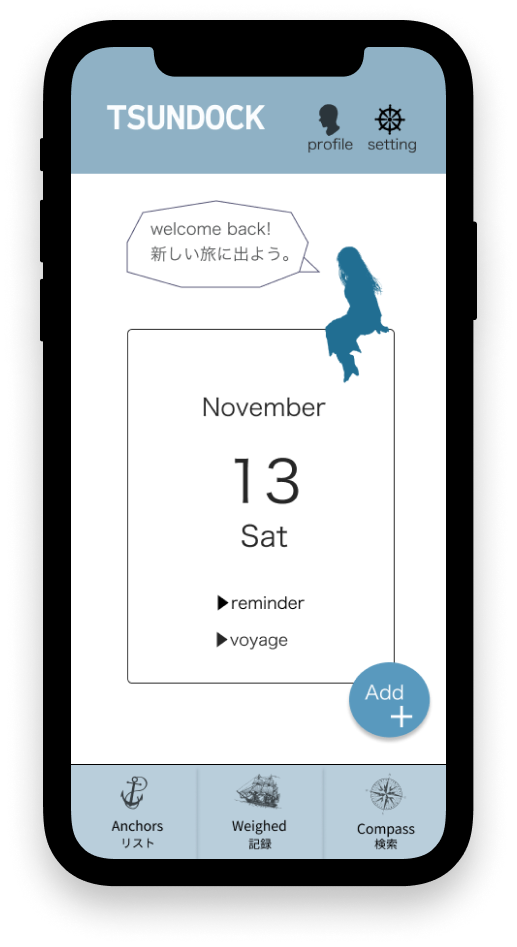 TSUNDOCK
profile
setting
welcome back!
新しい旅に出よう。
November
13
Sat
▶reminder
▶voyage
Add
+
Anchors
リスト
Weighed
記録
Compass
検索